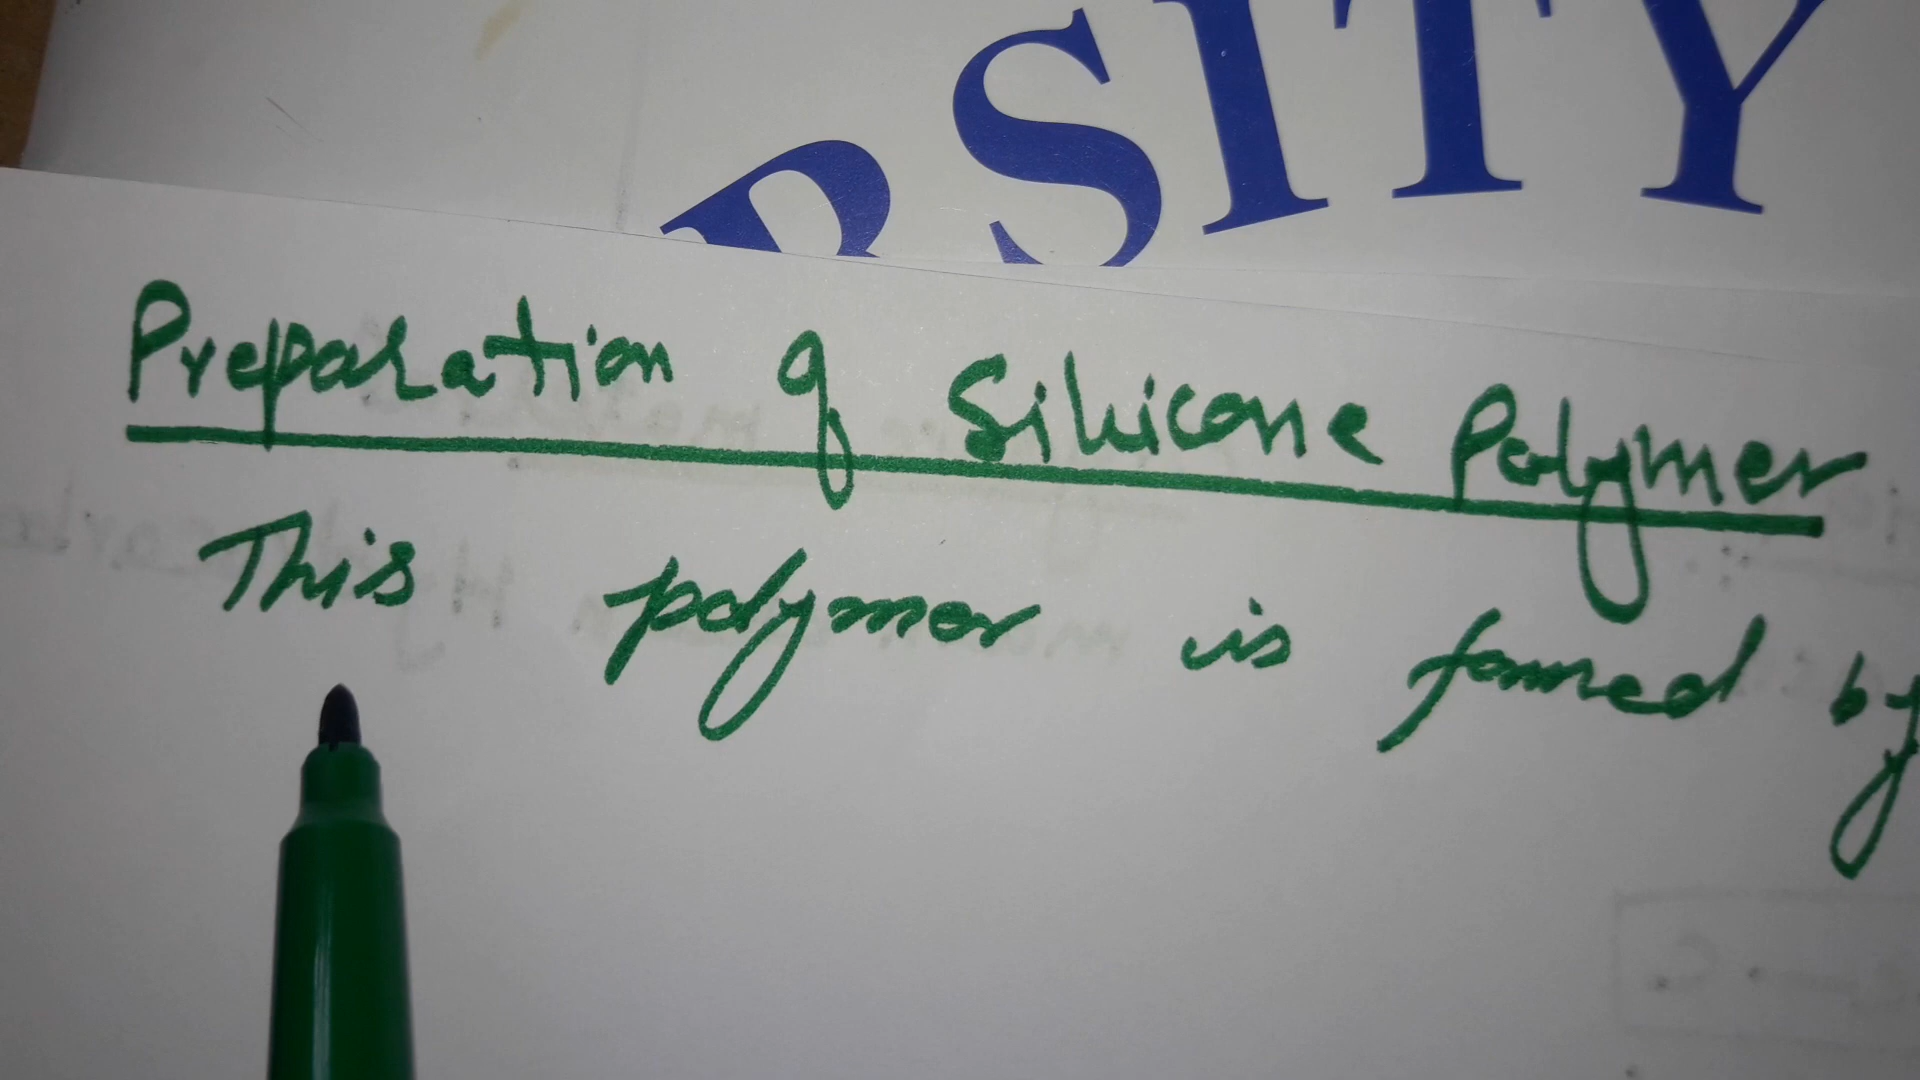 RSITY
Preparation of Silicone Polymer
This polymer is formed by